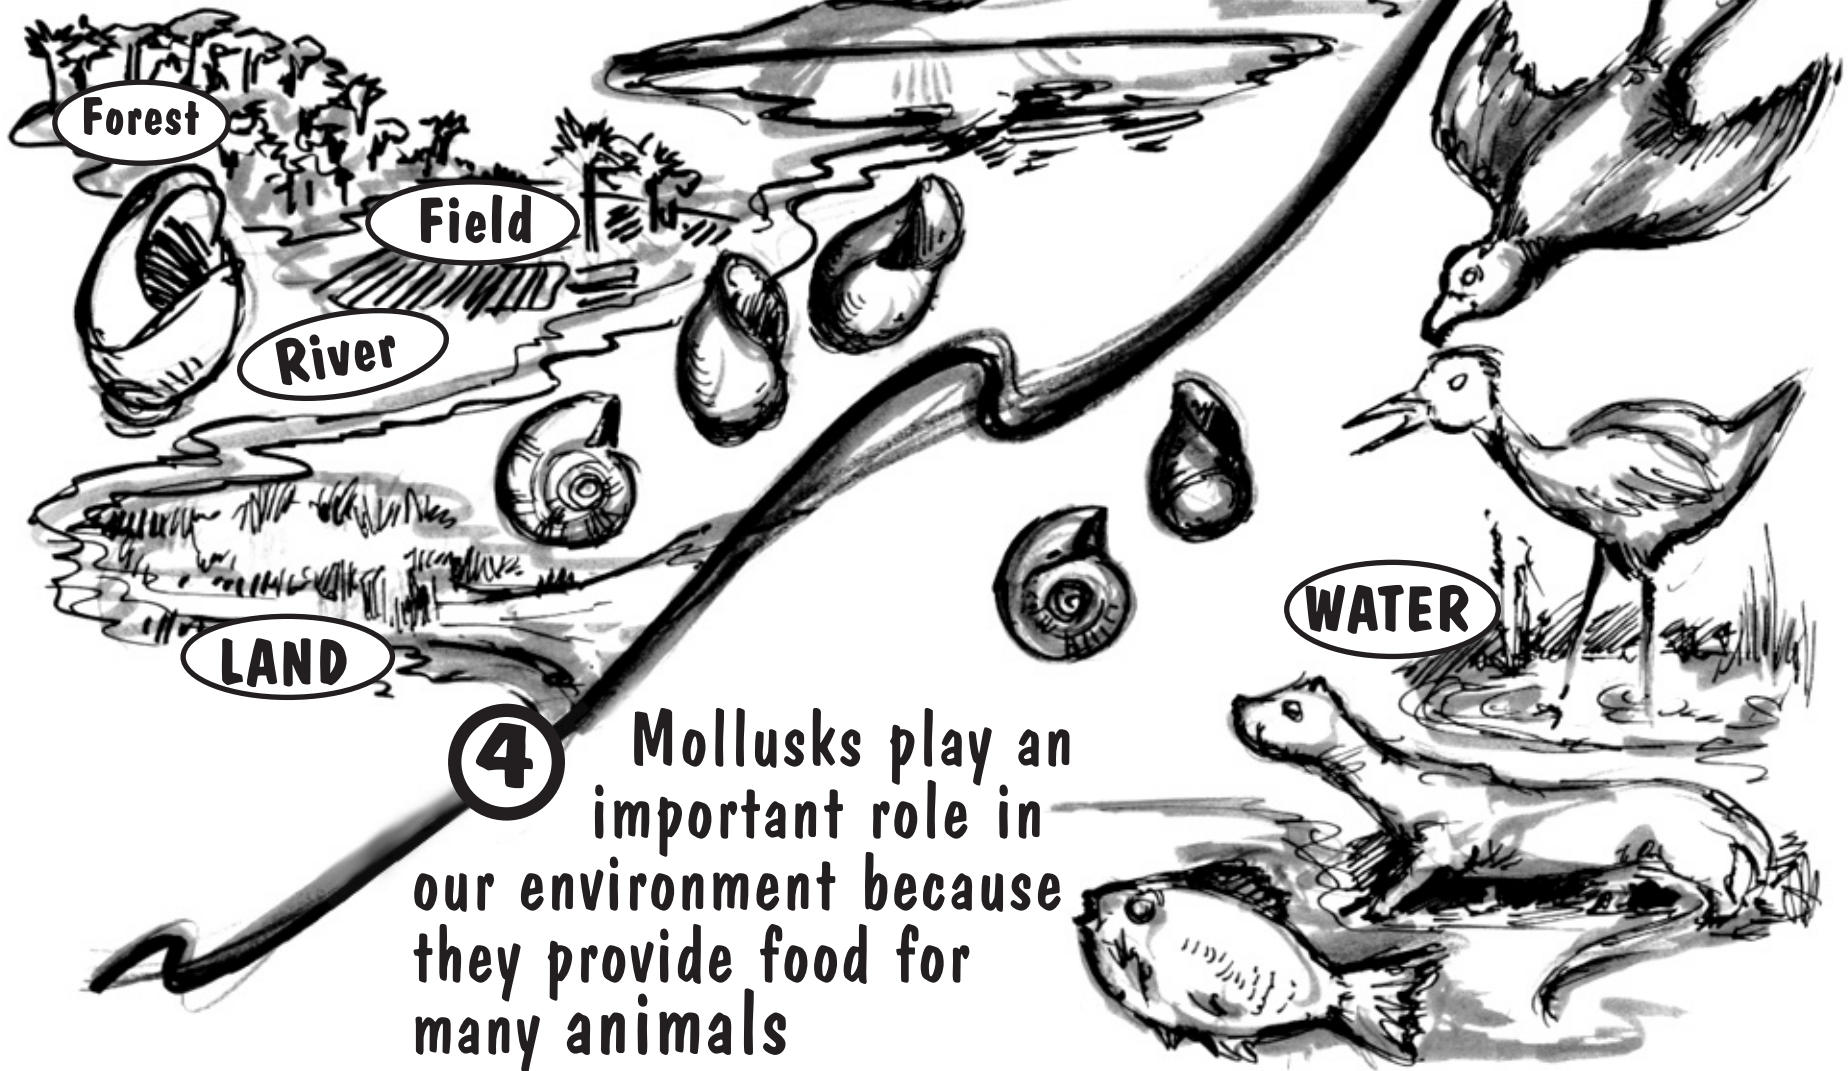 Forest
Field
River
LAND
WATER
4 Mollusks play an
important role in
our environment because
they provide food for
many animals